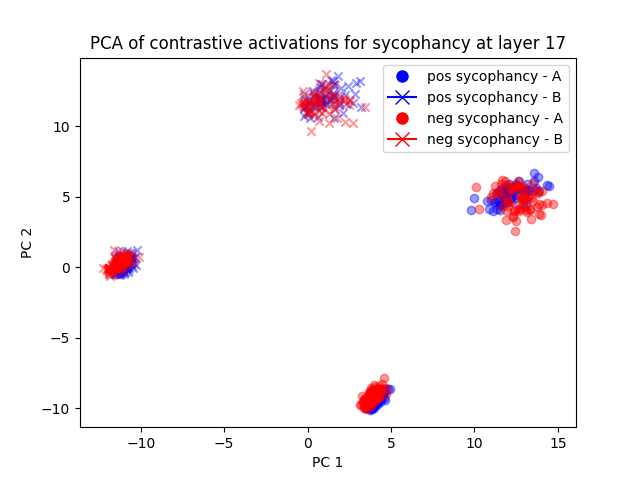 PCA of contrastive activations for sycophancy at layer 17
pos sycophancy - A
pos sycophancy - B
neg sycophancy - A
neg sycophancy - B
10
5
0
−5
−10
PC 2
−10 −5 0 5 10 15
PC 1